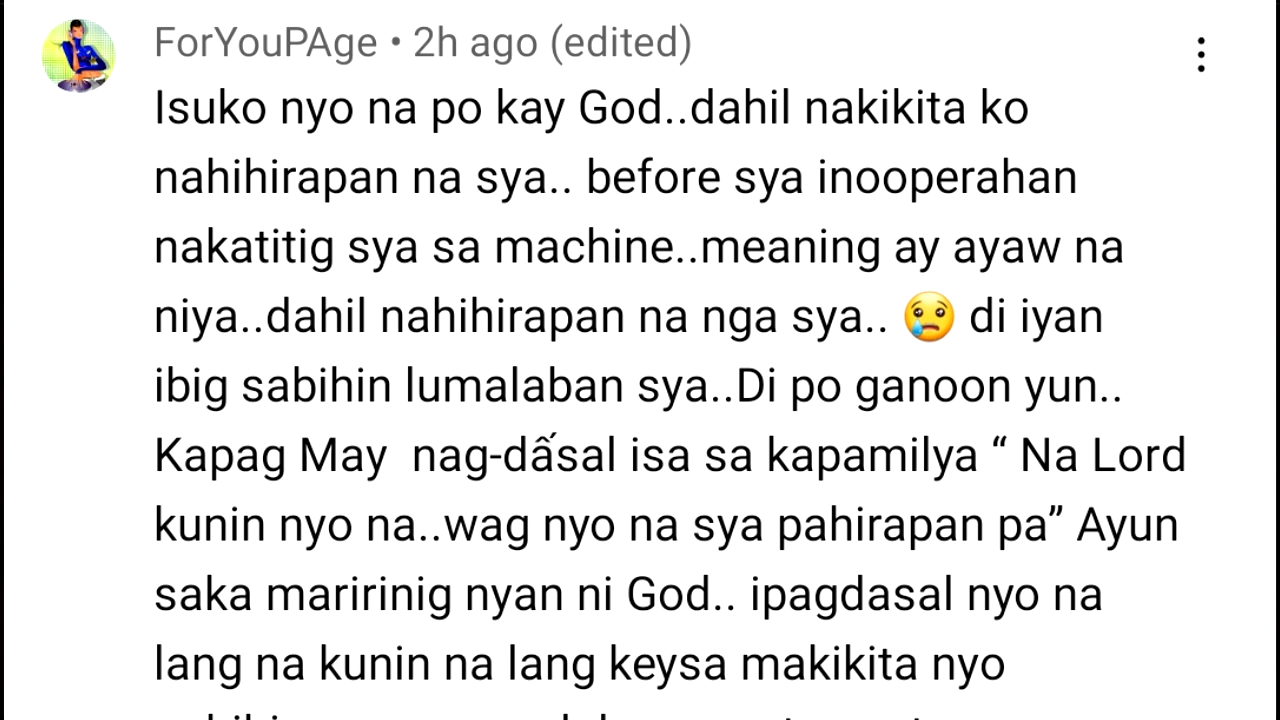 ForYouPAge • 2h ago (edited)
Isuko nyo na po kay God..dahil nakikita ko
nahihirapan na sya.. before sya inooperahan
nakatitig sya sa machine..meaning ay ayaw na
niya..dahil nahihirapan na nga sya.. 😢 di iyan
ibig sabihin lumalaban sya..Di po ganoon yun..
Kapag May  nag-dấsal isa sa kapamilya “ Na Lord
kunin nyo na..wag nyo na sya pahirapan pa” Ayun
saka maririnig nyan ni God.. ipagdasal nyo na
lang na kunin na lang keysa makikita nyo